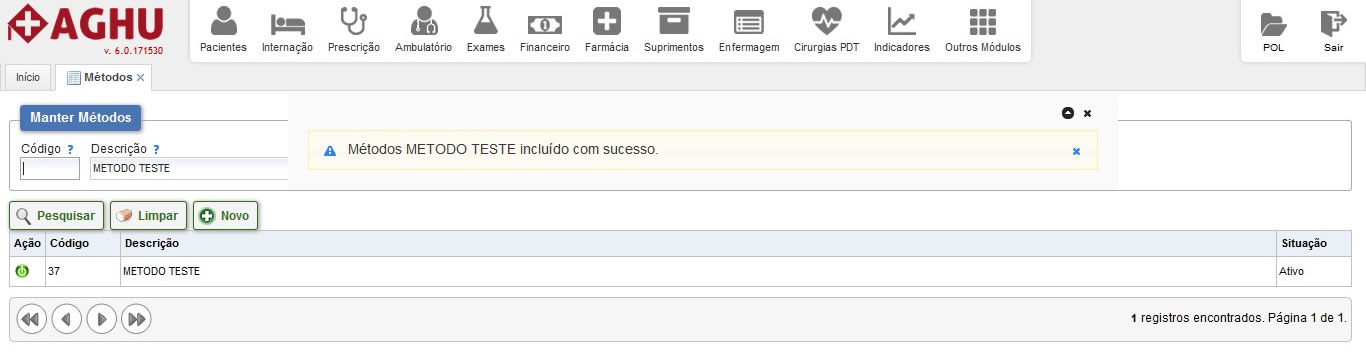 AGHU
v. 6.0.171530
Pacientes Internação Prescrição Ambulatório Exames Financeiro Farmácia Suprimentos Enfermagem Cirurgias PDT Indicadores Outros Módulos POL Sair
Início Métodos
Manter Métodos
Métodos METODO TESTE incluído com sucesso.
Código ? Descrição ?
METODO TESTE
Pesquisar Limpar Novo
Ação Código Descrição Situação
37 METODO TESTE Ativo
1 registros encontrados. Página 1 de 1.